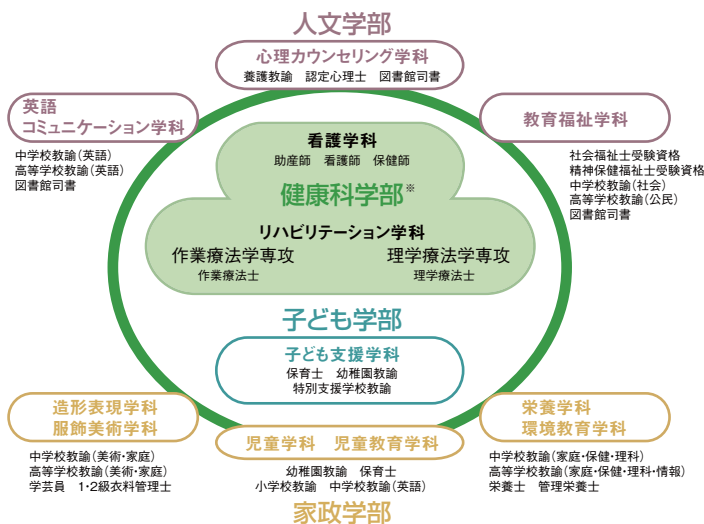 人文学部
心理カウンセリング学科
養護教諭　認定心理士　図書館司書
英語
コミュニケーション学科
中学校教諭(英語)
高等学校教諭(英語)
図書館司書
教育福祉学科
社会福祉士受験資格
精神保健福祉士受験資格
中学校教諭(社会)
高等学校教諭(公民)
図書館司書
看護学科
助産師　看護師　保健師
健康科学部※
リハビリテーション学科
作業療法学専攻　理学療法学専攻
作業療法士　理学療法士
子ども学部
子ども支援学科
保育士　幼稚園教諭
特別支援学校教諭
造形表現学科
服飾美術学科
中学校教諭(美術・家庭)
高等学校教諭(美術・家庭)
学芸員　1・2級衣料管理士
児童学科　児童教育学科
幼稚園教諭　保育士
小学校教諭　中学校教諭(英語)
栄養学科
環境教育学科
中学校教諭(家庭・保健・理科)
高等学校教諭(家庭・保健・理科・情報)
栄養士　管理栄養士
家政学部